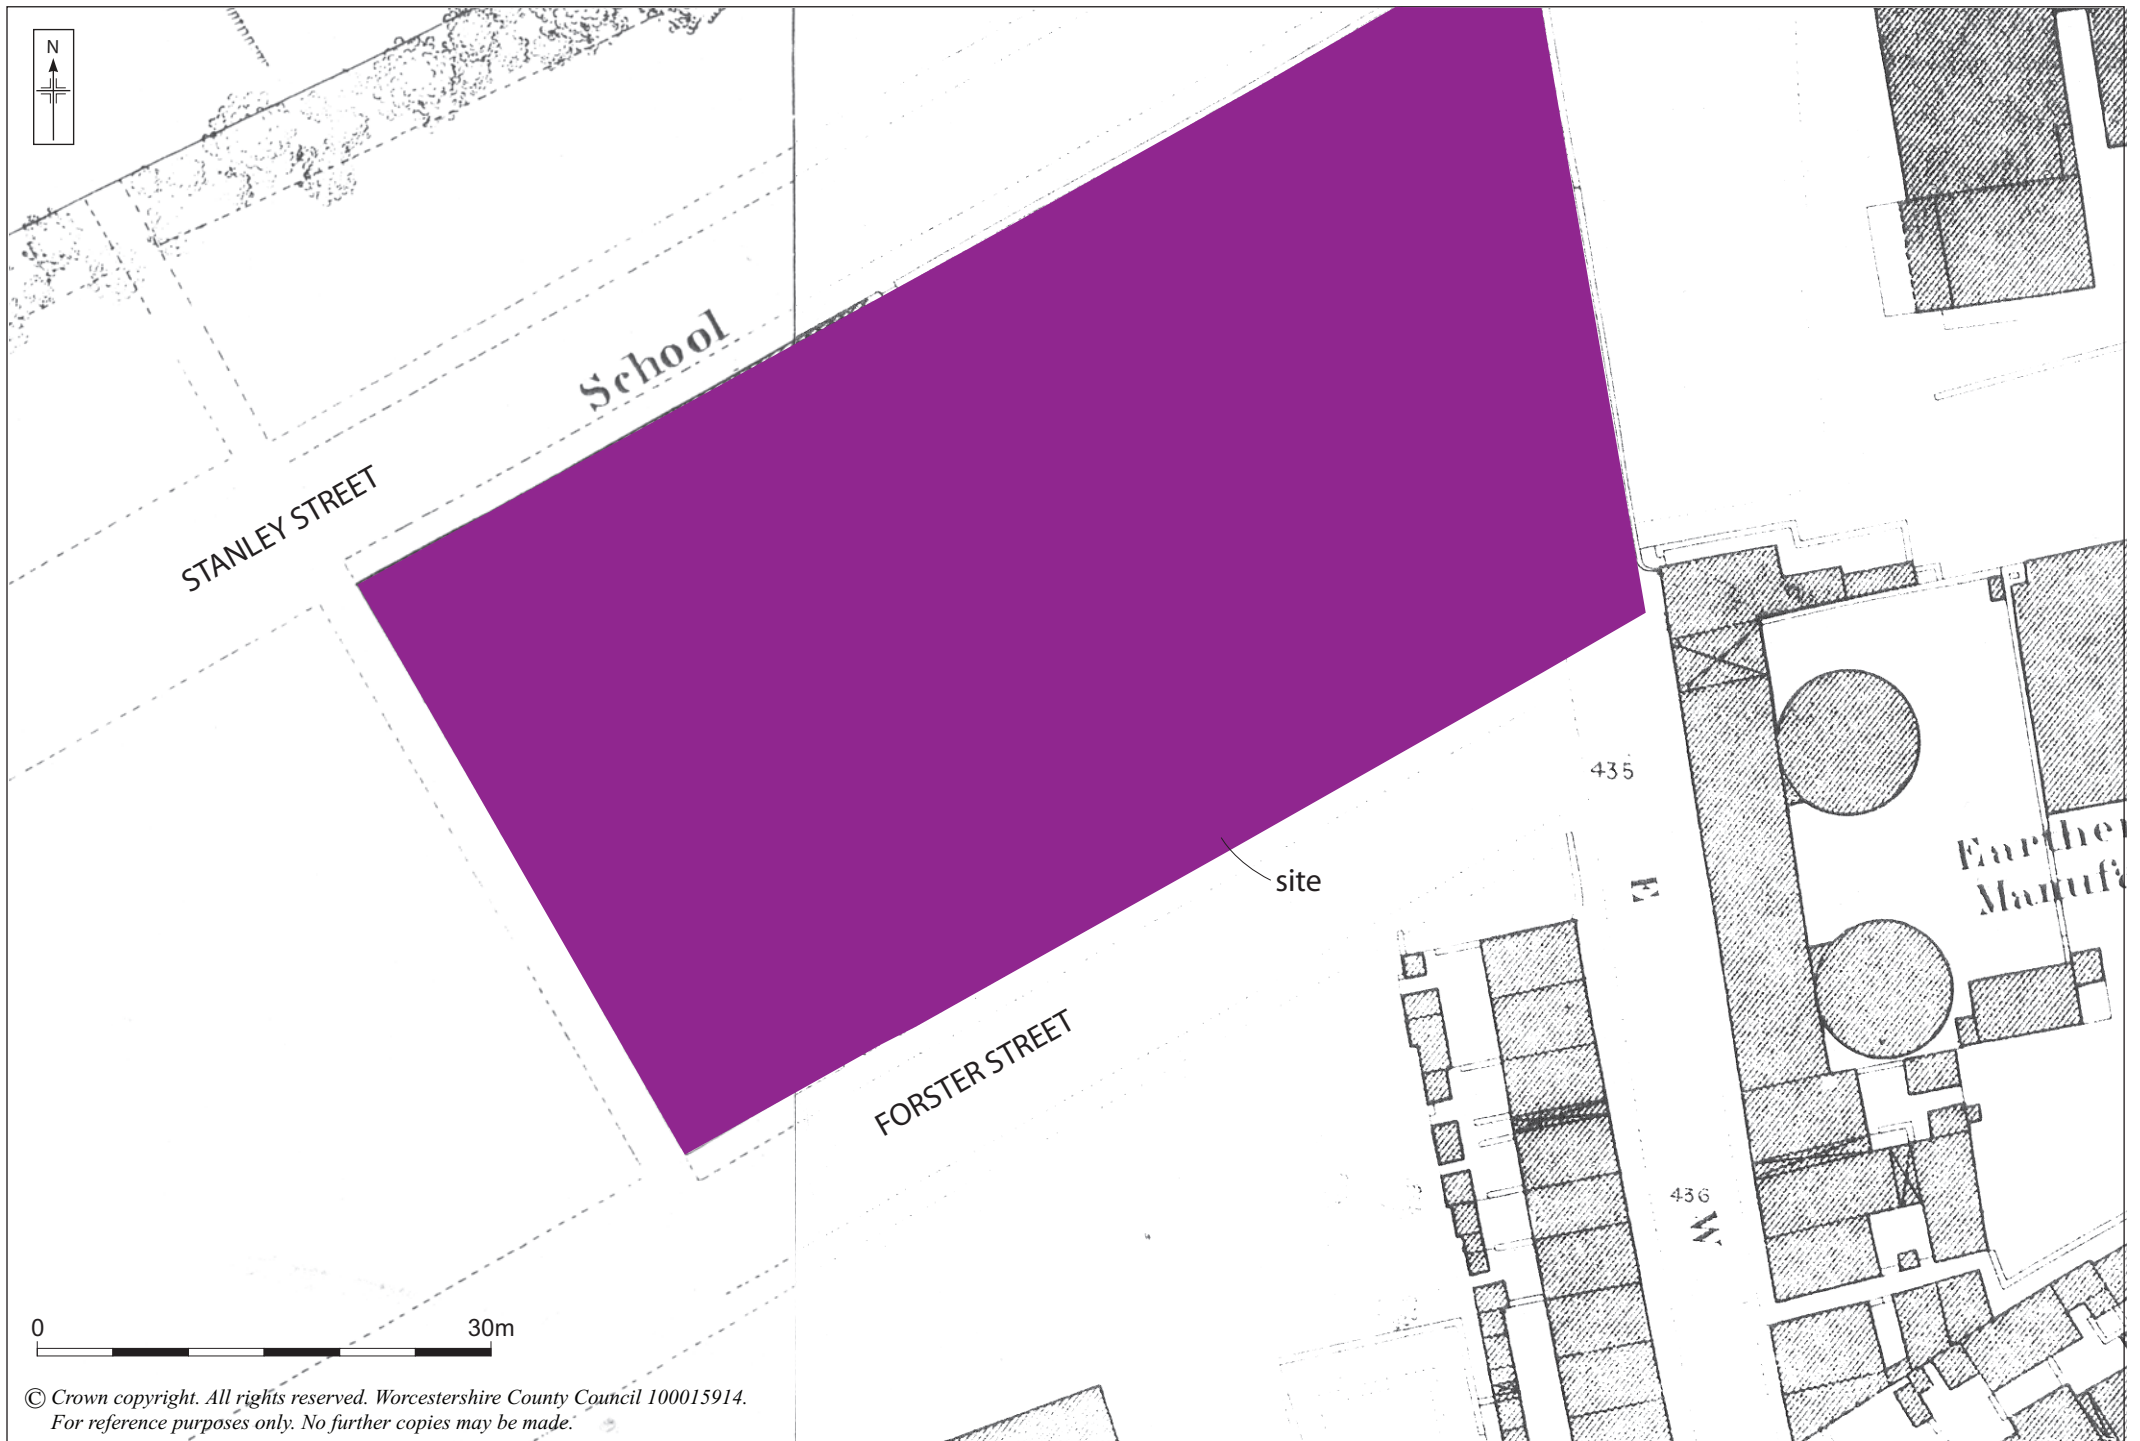 N
School
STANLEY STREET
435
E
site
FORSTER STREET
436
W
0 30m
© Crown copyright. All rights reserved. Worcestershire County Council 100015914.
For reference purposes only. No further copies may be made.